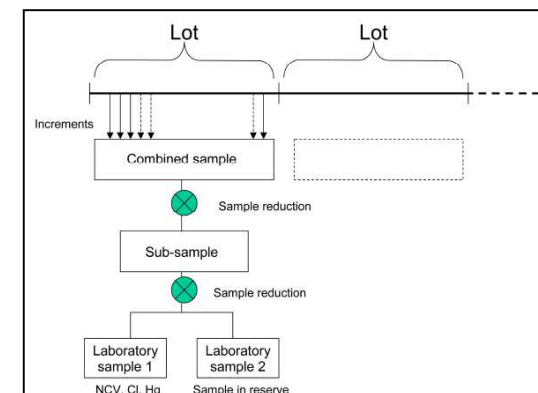 Lot Lot
Increments
Combined sample
Sample reduction
Sub-sample
Sample reduction
Laboratory sample 1
Laboratory sample 2
NCV, Cl, Hg
Sample in reserve